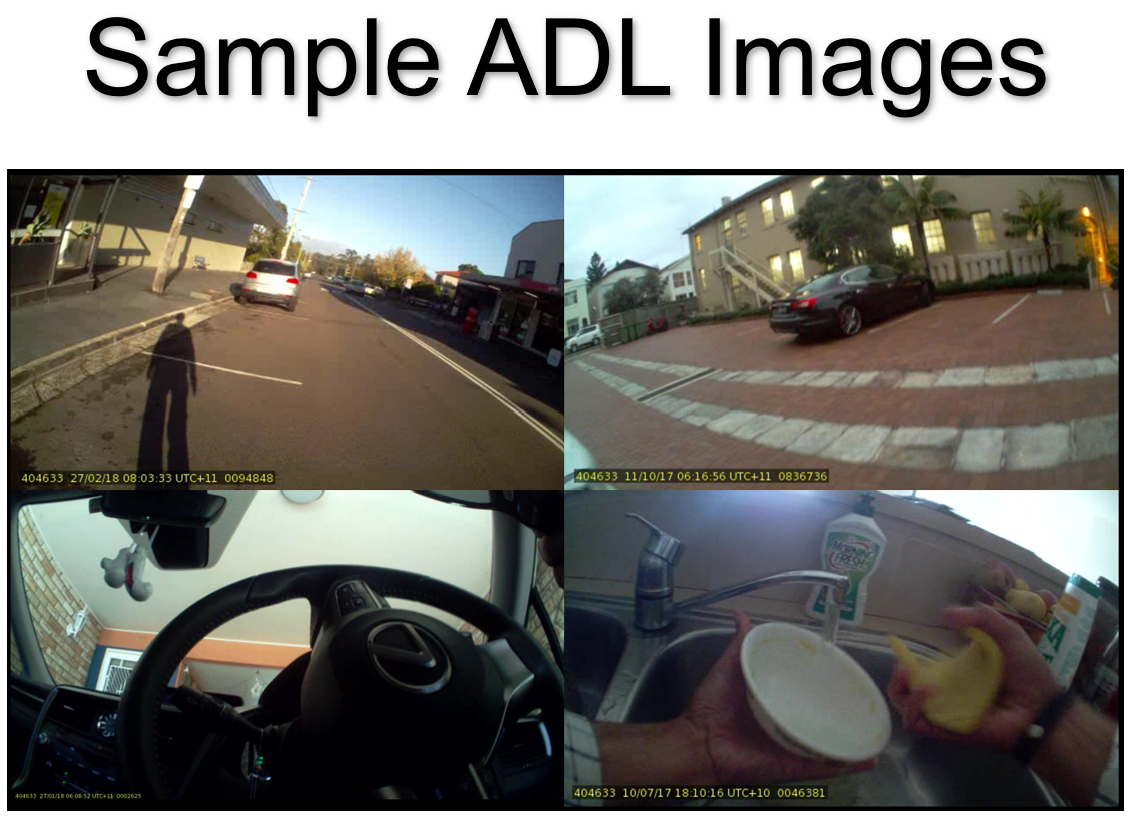 Sample ADL Images
404633 27/02/18 08:03:33 UTC+11 0094848
404633 11/10/17 06:16:56 UTC+11 0836736
MORNING
FRESH
404633 27/01/18 06:08:52 UTC+11 0002625
404633 10/07/17 18:10:16 UTC+10 0046381